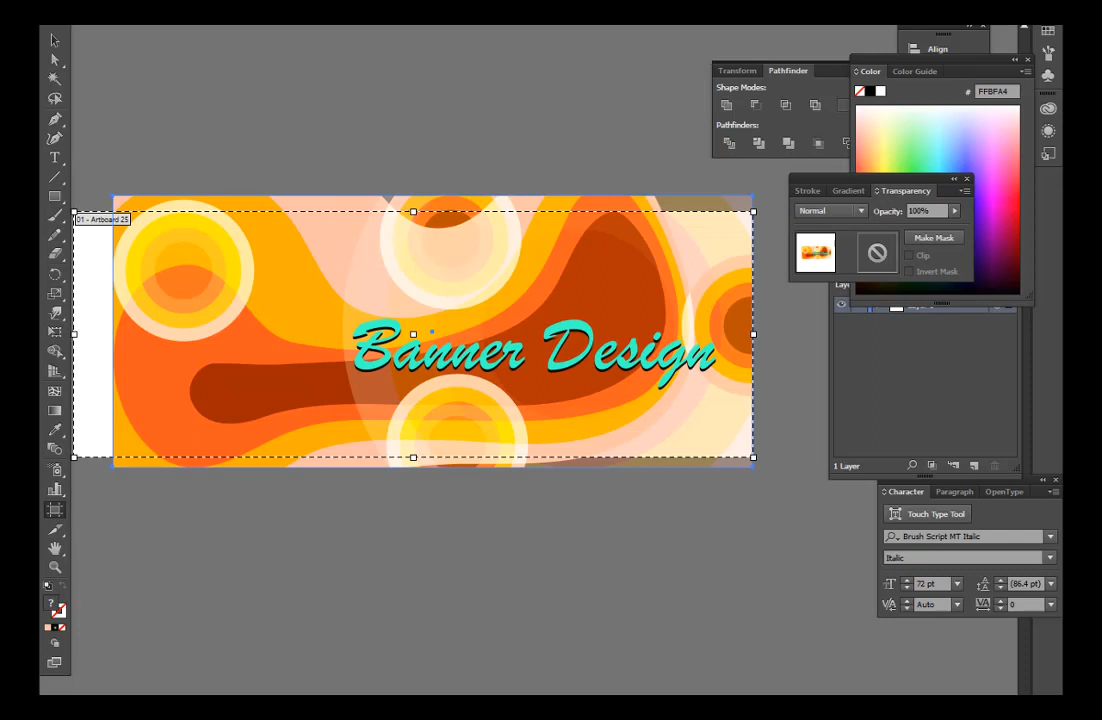 Align
Transform Pathfinder
Shape Modes:
Pathfinders:
Color Color Guide
# FFBFA4
Stroke Gradient Transparency
Normal Opacity: 100%
Make Mask
Clip
Invert Mask
01 - Artboard 25
Banner Design
1 Layer
Character Paragraph OpenType
Touch Type Tool
Brush Script MT Italic
Italic
72 pt (86.4 pt)
Auto 0